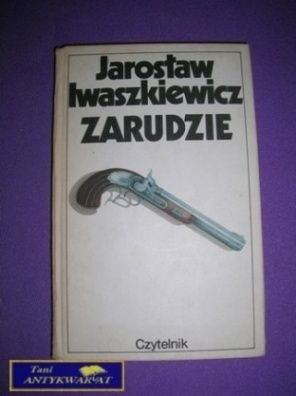 Jarosław
Iwaszkiewicz
ZARUDZIE
Czytelnik
Tani
ANTYKWARIAT